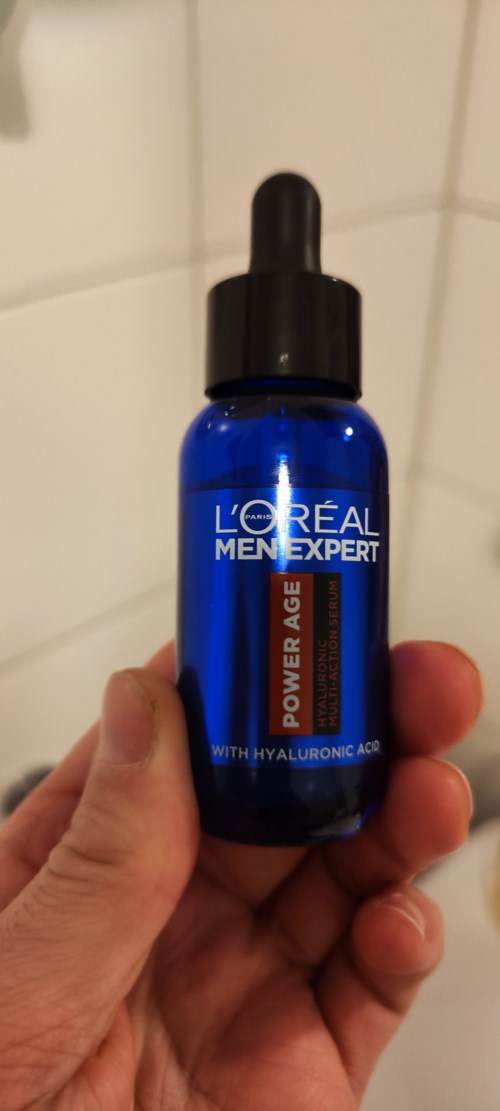 L'ORÉAL
PARIS
MEN EXPERT
POWER AGE
HYALURONIC
MULTI-ACTION SERUM
WITH HYALURONIC ACID